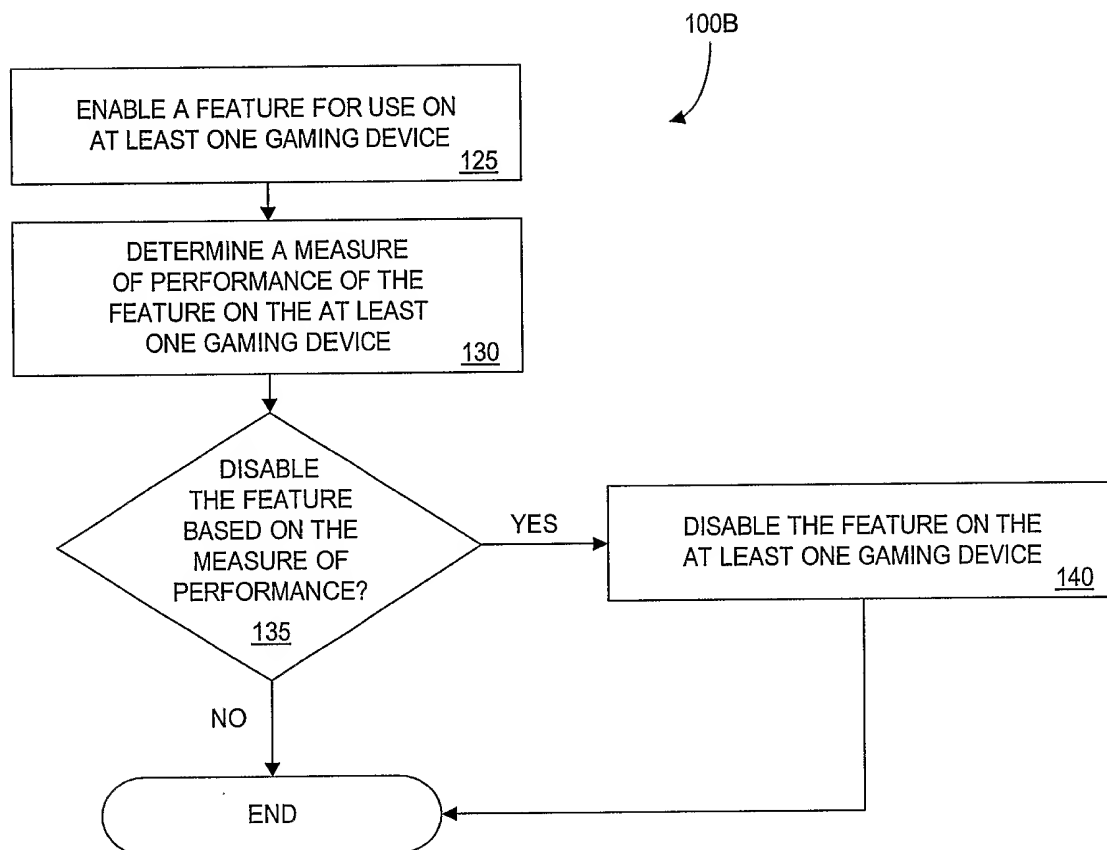 100B
ENABLE A FEATURE FOR USE ON
AT LEAST ONE GAMING DEVICE
125
DETERMINE A MEASURE
OF PERFORMANCE OF THE
FEATURE ON THE AT LEAST
ONE GAMING DEVICE
130
DISABLE
THE FEATURE
BASED ON THE
MEASURE OF
PERFORMANCE?
135
YES
DISABLE THE FEATURE ON THE
AT LEAST ONE GAMING DEVICE
140
NO
END